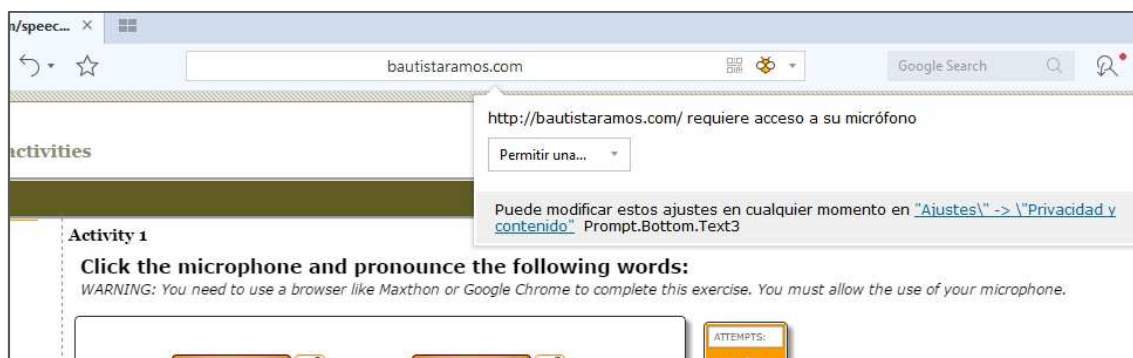 n/speec...
bautistaramos.com
Google Search
http://bautistaramos.com/ requiere acceso a su micrófono
Permitir una...
Puede modificar estos ajustes en cualquier momento en "Ajustes\" -> \"Privacidad y
contenido" Prompt.Bottom.Text3
activities
Activity 1
Click the microphone and pronounce the following words:
WARNING: You need to use a browser like Maxthon or Google Chrome to complete this exercise. You must allow the use of your microphone.
ATTEMPTS: